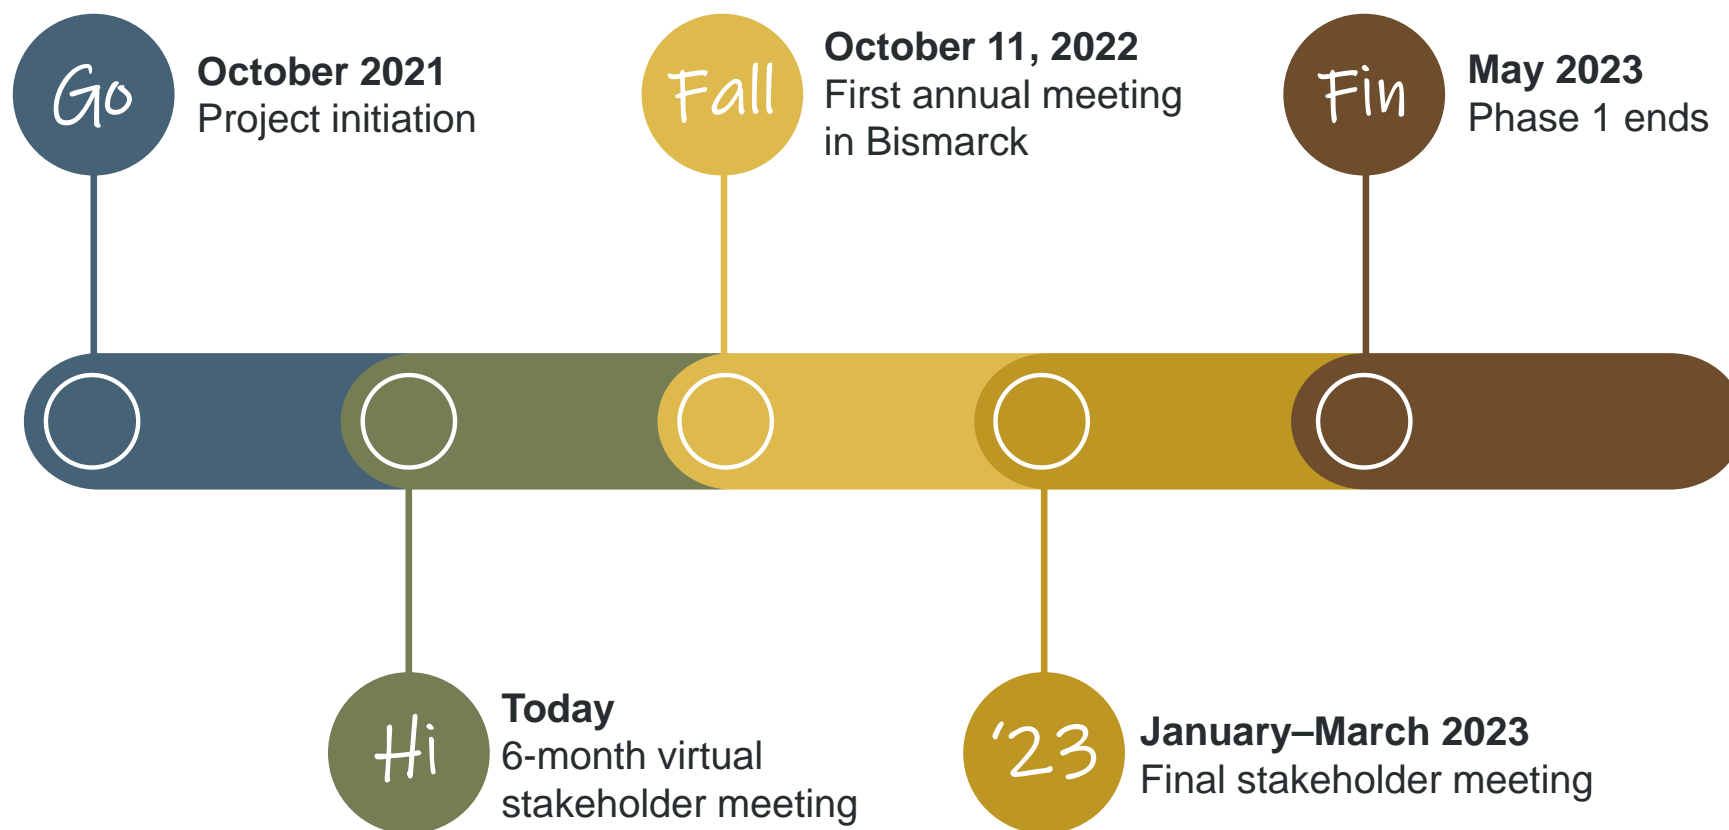 Go
October 2021
Project initiation
Fall
October 11, 2022
First annual meeting
in Bismarck
Fin
May 2023
Phase 1 ends
Hi
Today
6-month virtual
stakeholder meeting
‘23
January–March 2023
Final stakeholder meeting